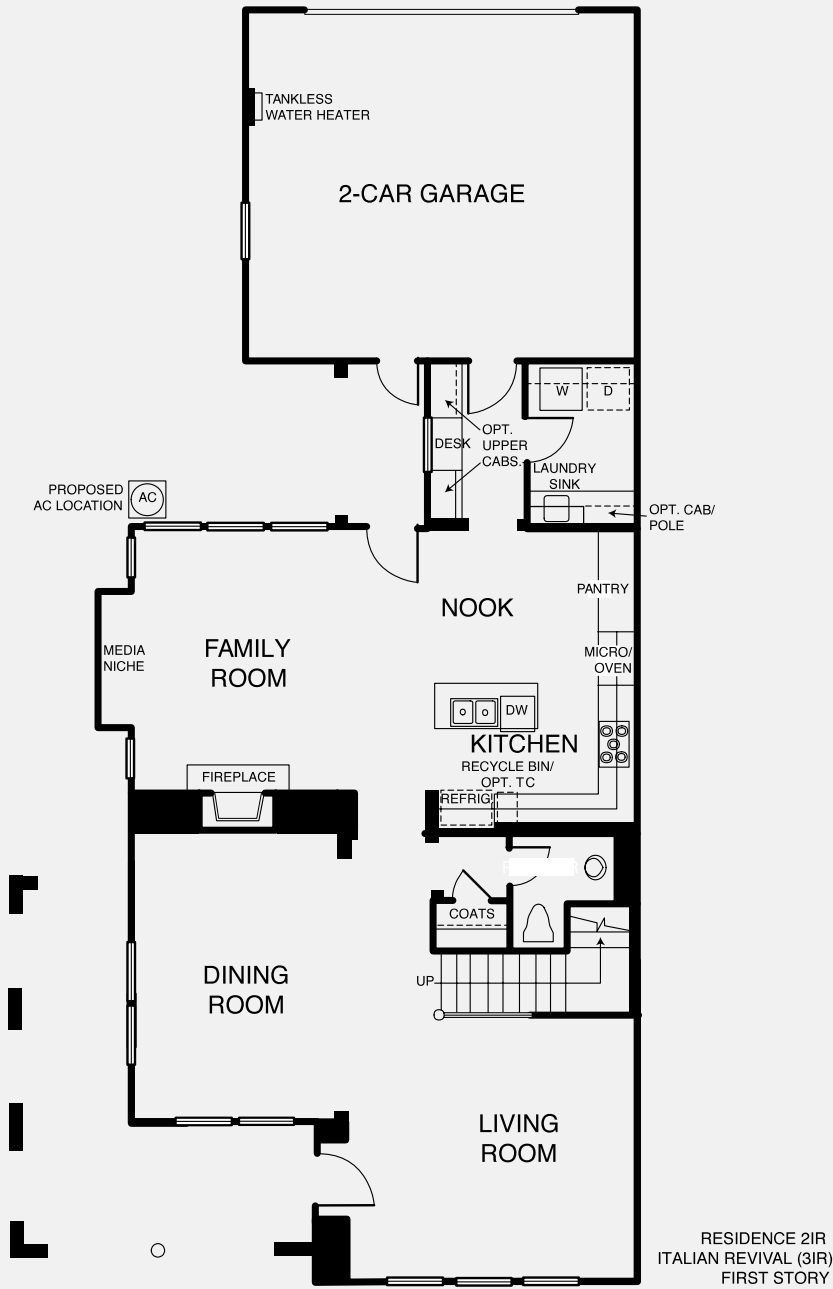 TANKLESS
WATER HEATER
2-CAR GARAGE
W
D
OPT.
UPPER
CABS.
DESK
LAUNDRY
SINK
PROPOSED
AC LOCATION
AC
OPT. CAB/
POLE
PANTRY
NOOK
FAMILY
ROOM
MEDIA
NICHE
MICRO/
OVEN
DW
KITCHEN
RECYCLE BIN/
OPT. TC
REFRIG
FIREPLACE
COATS
UP
DINING
ROOM
LIVING
ROOM
RESIDENCE 2IR
ITALIAN REVIVAL (3IR)
FIRST STORY